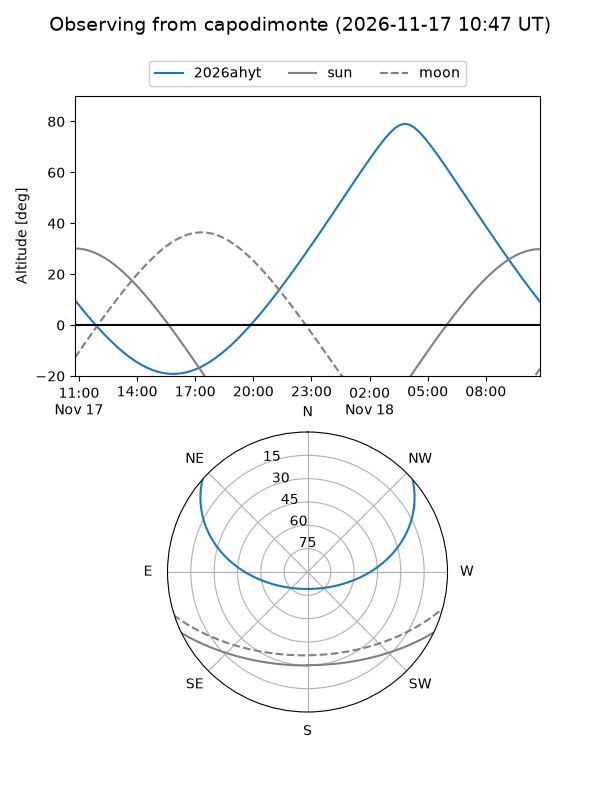 Observing from capodimonte (2026-11-17 10:47 UT)
2026ahyt sun moon
Altitude [deg]
80
60
40
20
0
−20
11:00 14:00 17:00 20:00 23:00 02:00 05:00 08:00
Nov 17 Nov 18
N
NE NW
15
30
45
60
75
E W
SE SW
S